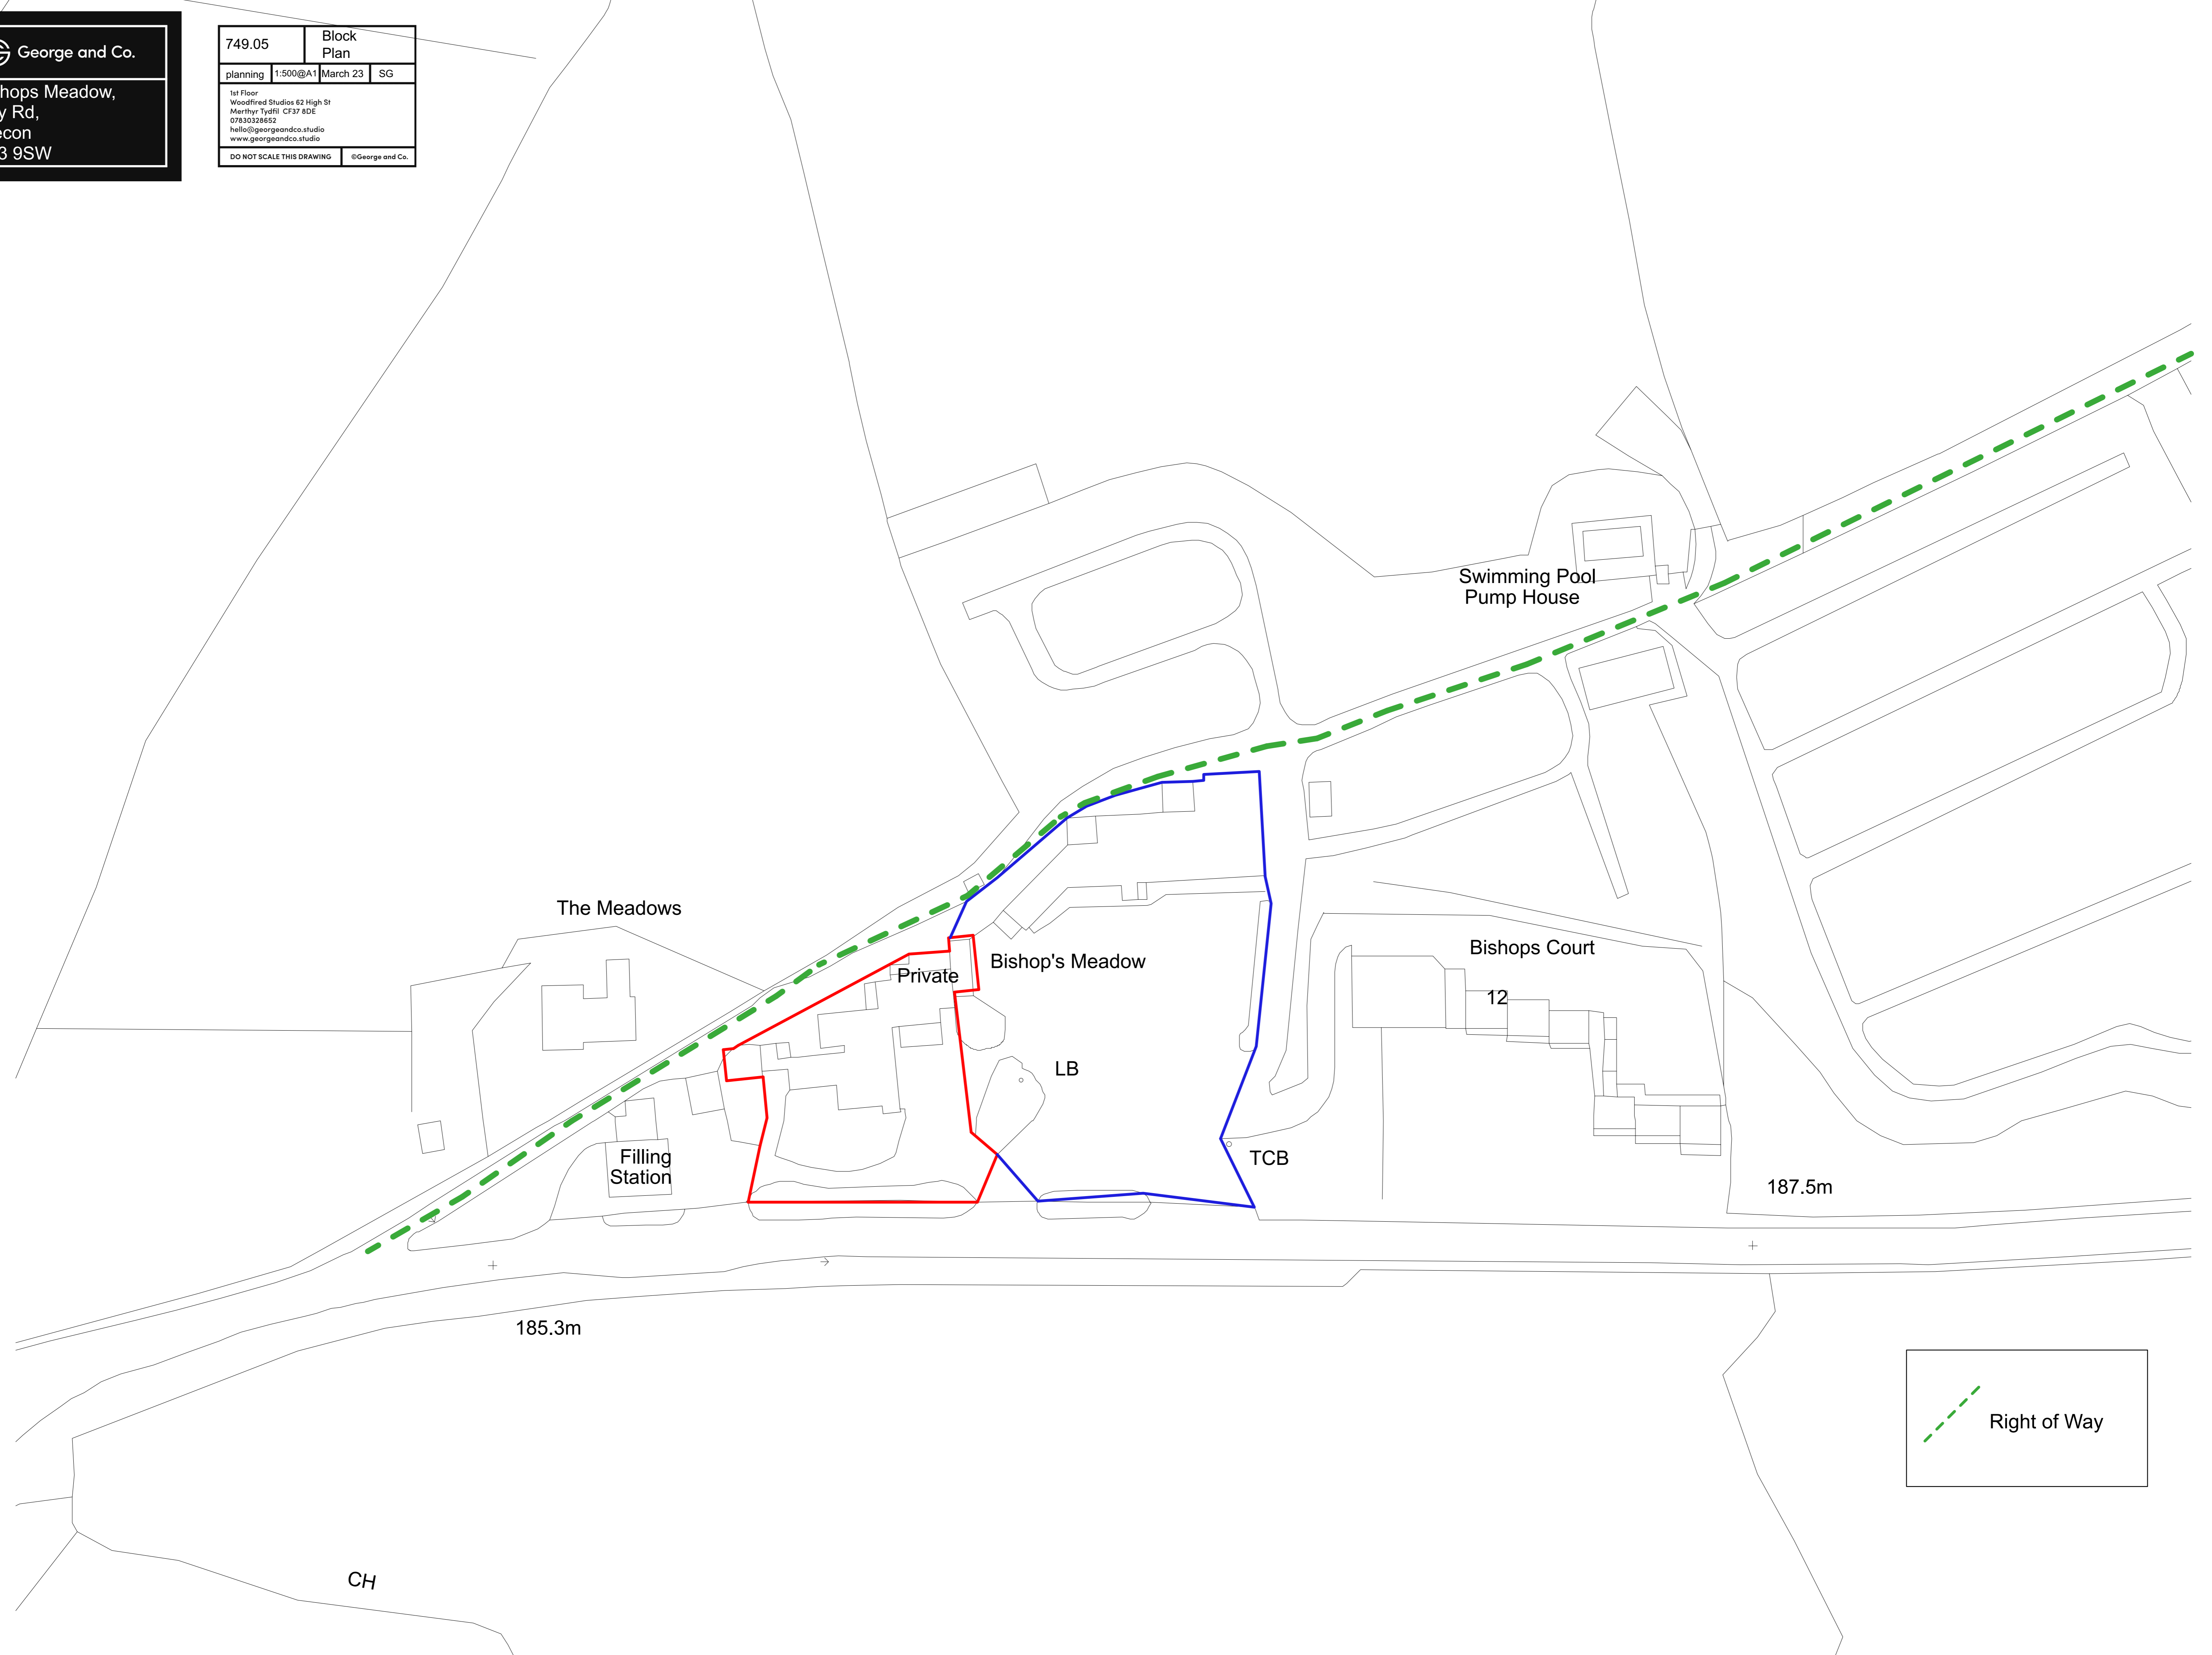 George and Co.
hops Meadow,
y Rd,
econ
3 9SW
749.05
Block
Plan
planning 1:500@A1 March 23 SG
1st Floor
Woodfired Studios 62 High St
Merthyr Tydfil CF37 8DE
07830328652
hello@georgeandco.studio
www.georgeandco.studio
DO NOT SCALE THIS DRAWING ©George and Co.
Swimming Pool
Pump House
The Meadows
Bishops Court
Private
Bishop's Meadow
12
LB
Filling
Station
TCB
187.5m
185.3m
Right of Way
CH